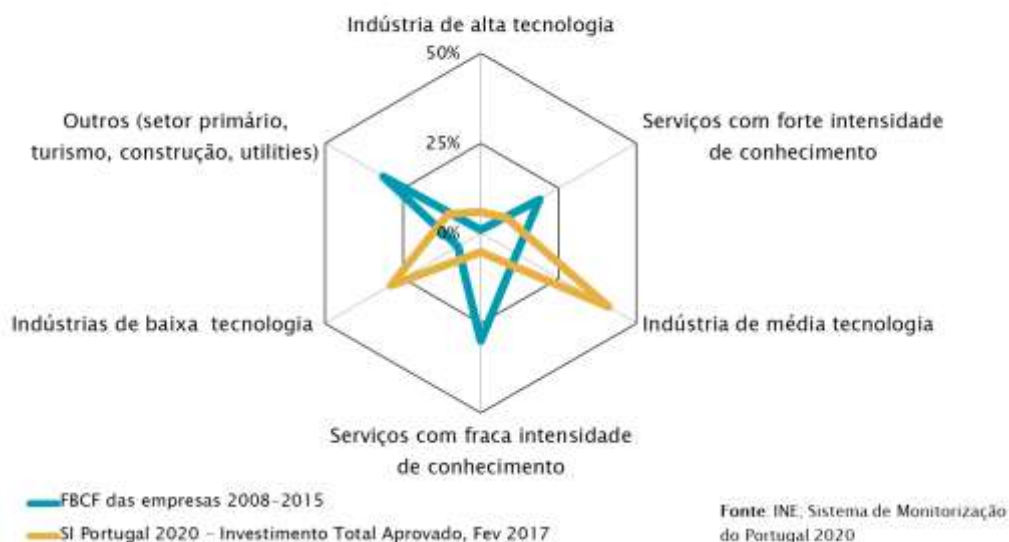 Indústria de alta tecnologia
50%
Outros (setor primário,
turismo, construção, utilities)
25%
Serviços com forte intensidade
de conhecimento
0%
Indústrias de baixa tecnologia
Indústria de média tecnologia
Serviços com fraca intensidade
de conhecimento
FBCF das empresas 2008-2015
SI Portugal 2020 - Investimento Total Aprovado, Fev 2017
Fonte INE, Sistema de Monitorização
do Portugal 2020